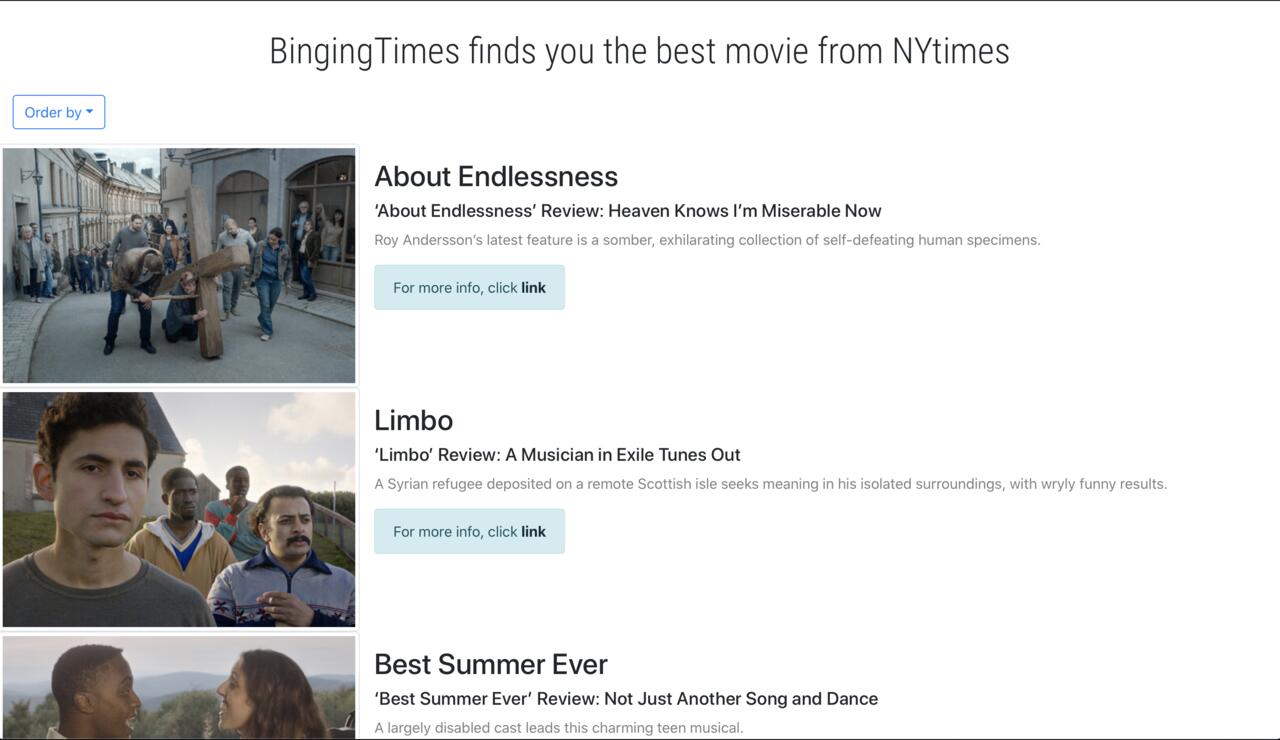 BingingTimes finds you the best movie from NYtimes
Order by
About Endlessness
‘About Endlessness’ Review: Heaven Knows I’m Miserable Now
Roy Andersson’s latest feature is a somber, exhilarating collection of self-defeating human specimens.
For more info, click link
Limbo
‘Limbo’ Review: A Musician in Exile Tunes Out
A Syrian refugee deposited on a remote Scottish isle seeks meaning in his isolated surroundings, with wryly funny results.
For more info, click link
Best Summer Ever
‘Best Summer Ever’ Review: Not Just Another Song and Dance
A largely disabled cast leads this charming teen musical.